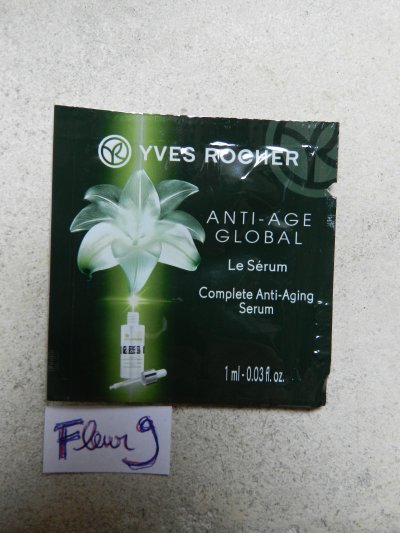 YVES ROCHER
ANTI-AGE
GLOBAL
Le Sérum
Complete Anti-Aging
Serum
1 ml - 0.03 fl. oz.
Fleur 9